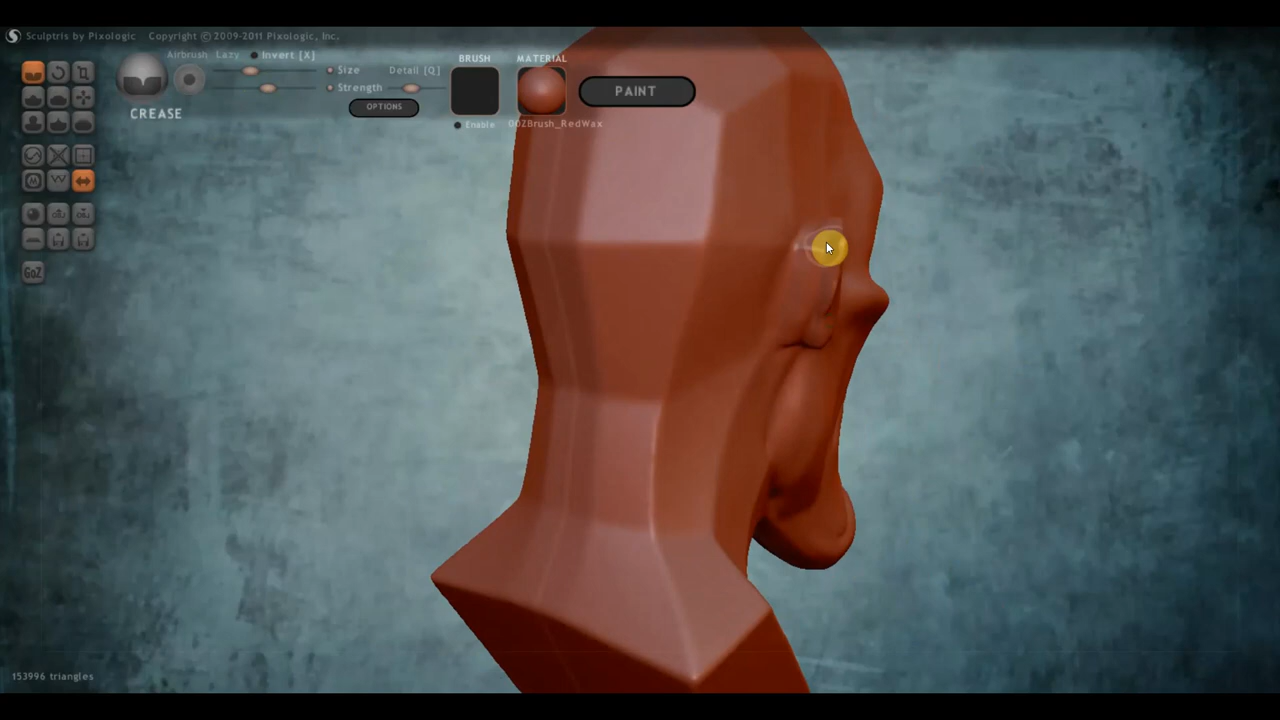 Sculptris by Pixologic Copyright © 2009-2011 Pixologic, Inc.
Airbrush Lazy Invert [X]
BRUSH MATERIAL
Size Detail [Q]
Strength
PAINT
OPTIONS
CREASE
Enable 00ZBrush_RedWax
GoZ
153996 triangles